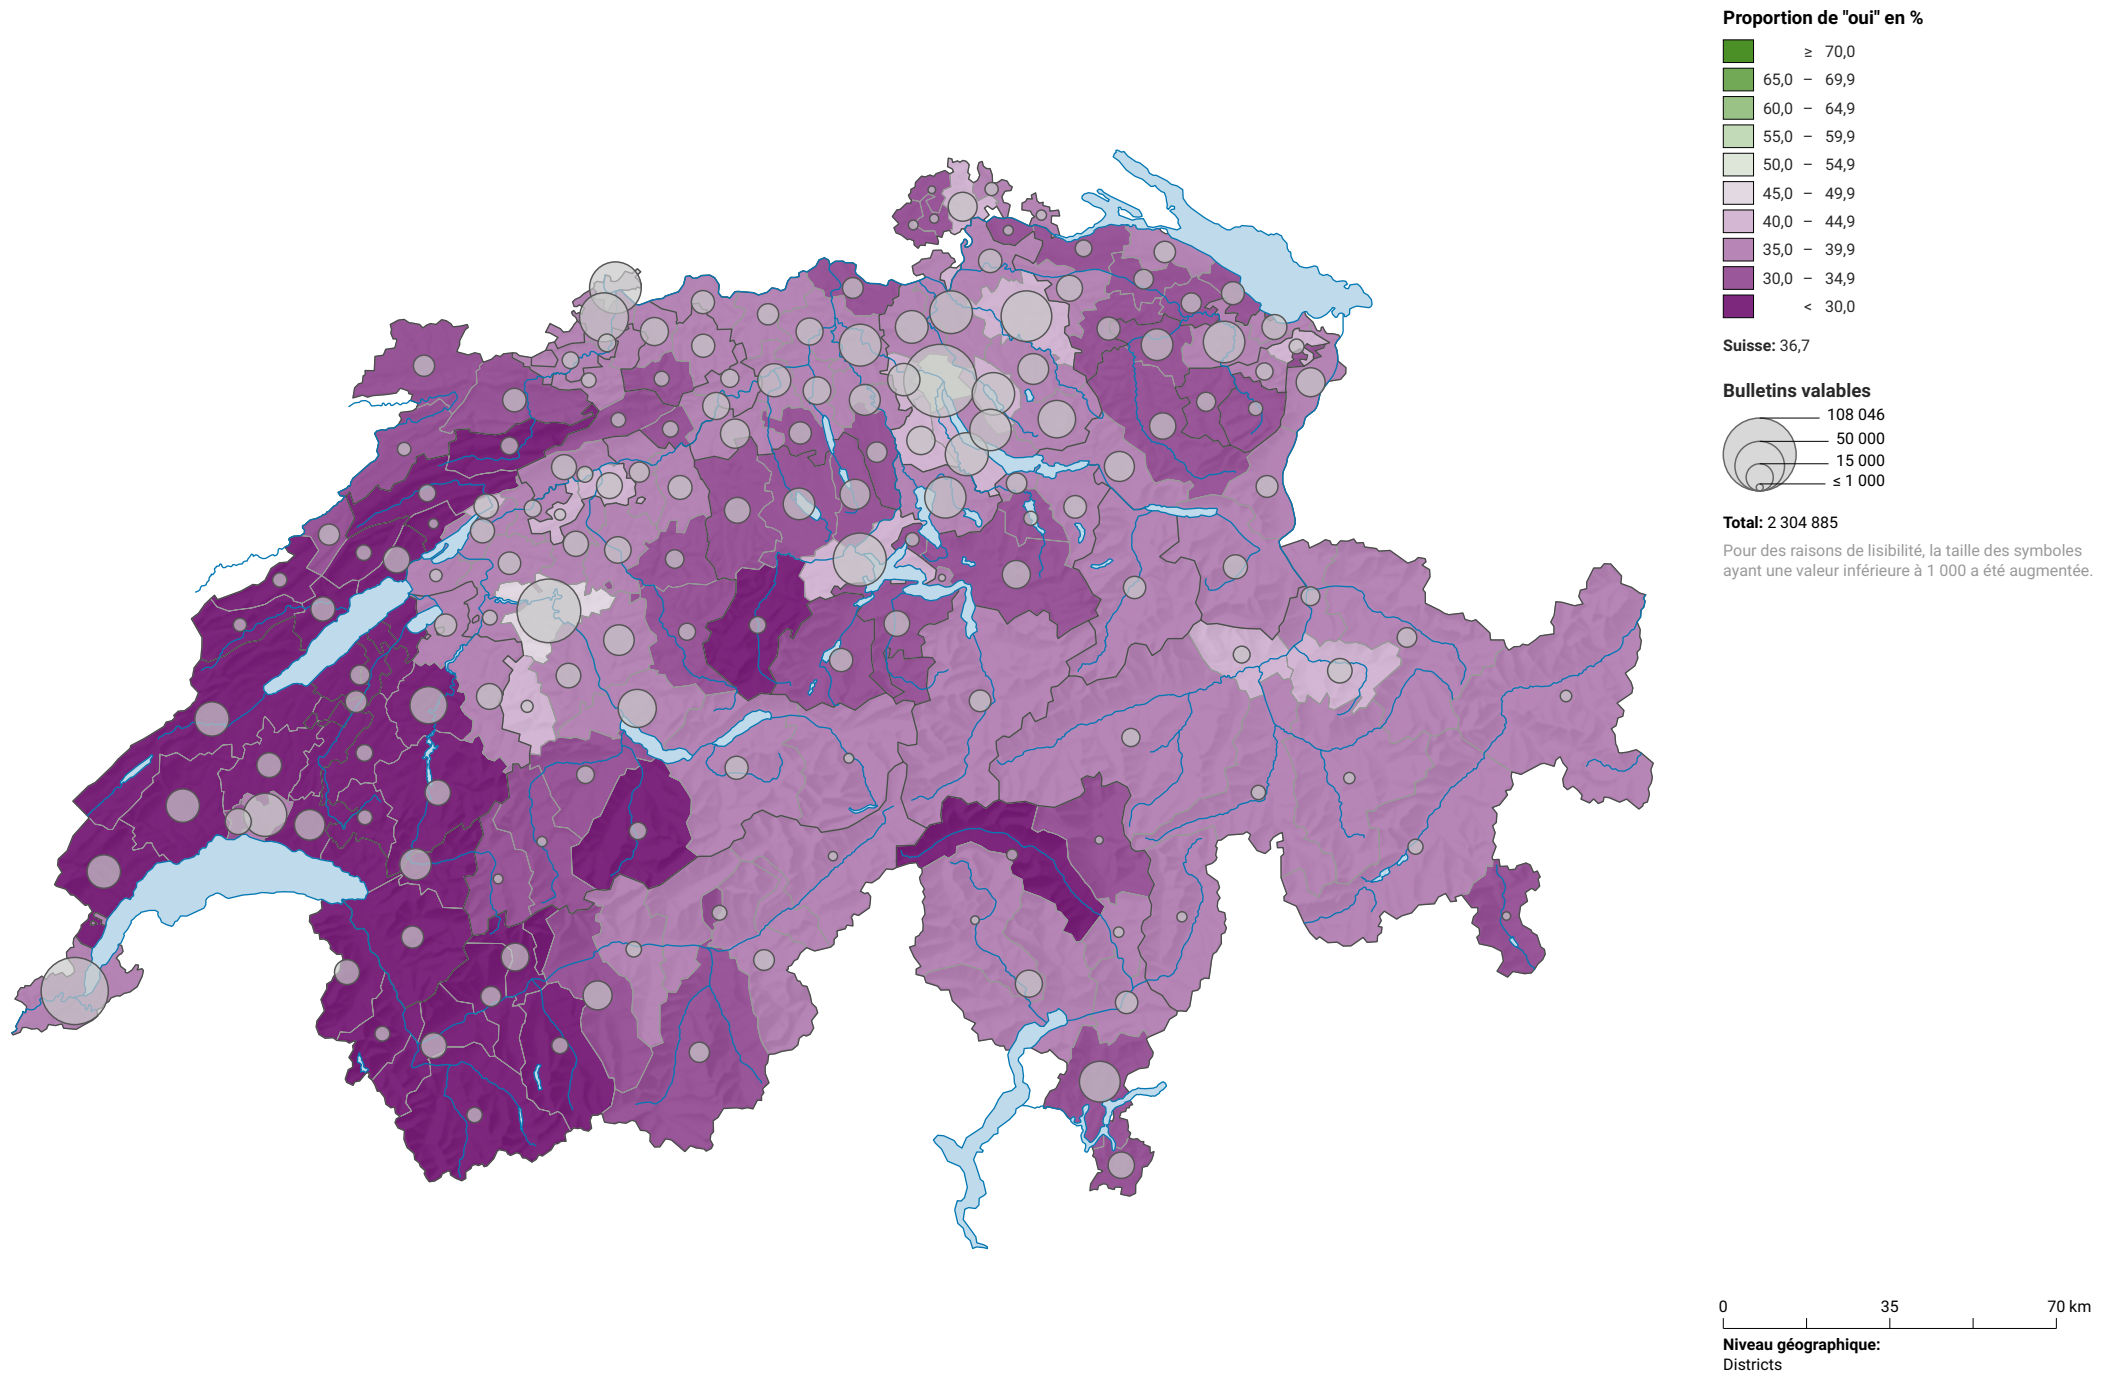 Proportion de "oui" en %
≥ 70,0
65,0 – 69,9
60,0 – 64,9
55,0 – 59,9
50,0 – 54,9
45,0 – 49,9
40,0 – 44,9
35,0 – 39,9
30,0 – 34,9
< 30,0
Suisse: 36,7
Bulletins valables
108 046
50 000
15 000
≤ 1 000
Total: 2 304 885
Pour des raisons de lisibilité, la taille des symboles
ayant une valeur inférieure à 1 000 a été augmentée.
0 35 70 km
Niveau géographique:
Districts